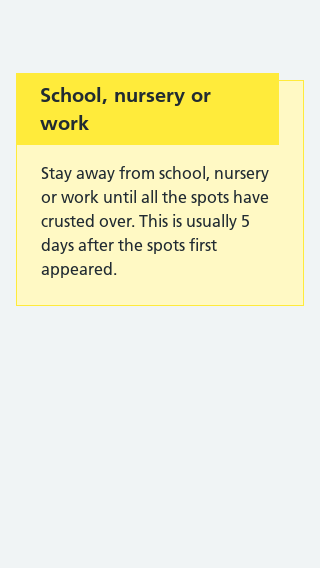 School, nursery or
work
Stay away from school, nursery
or work until all the spots have
crusted over. This is usually 5
days after the spots first
appeared.